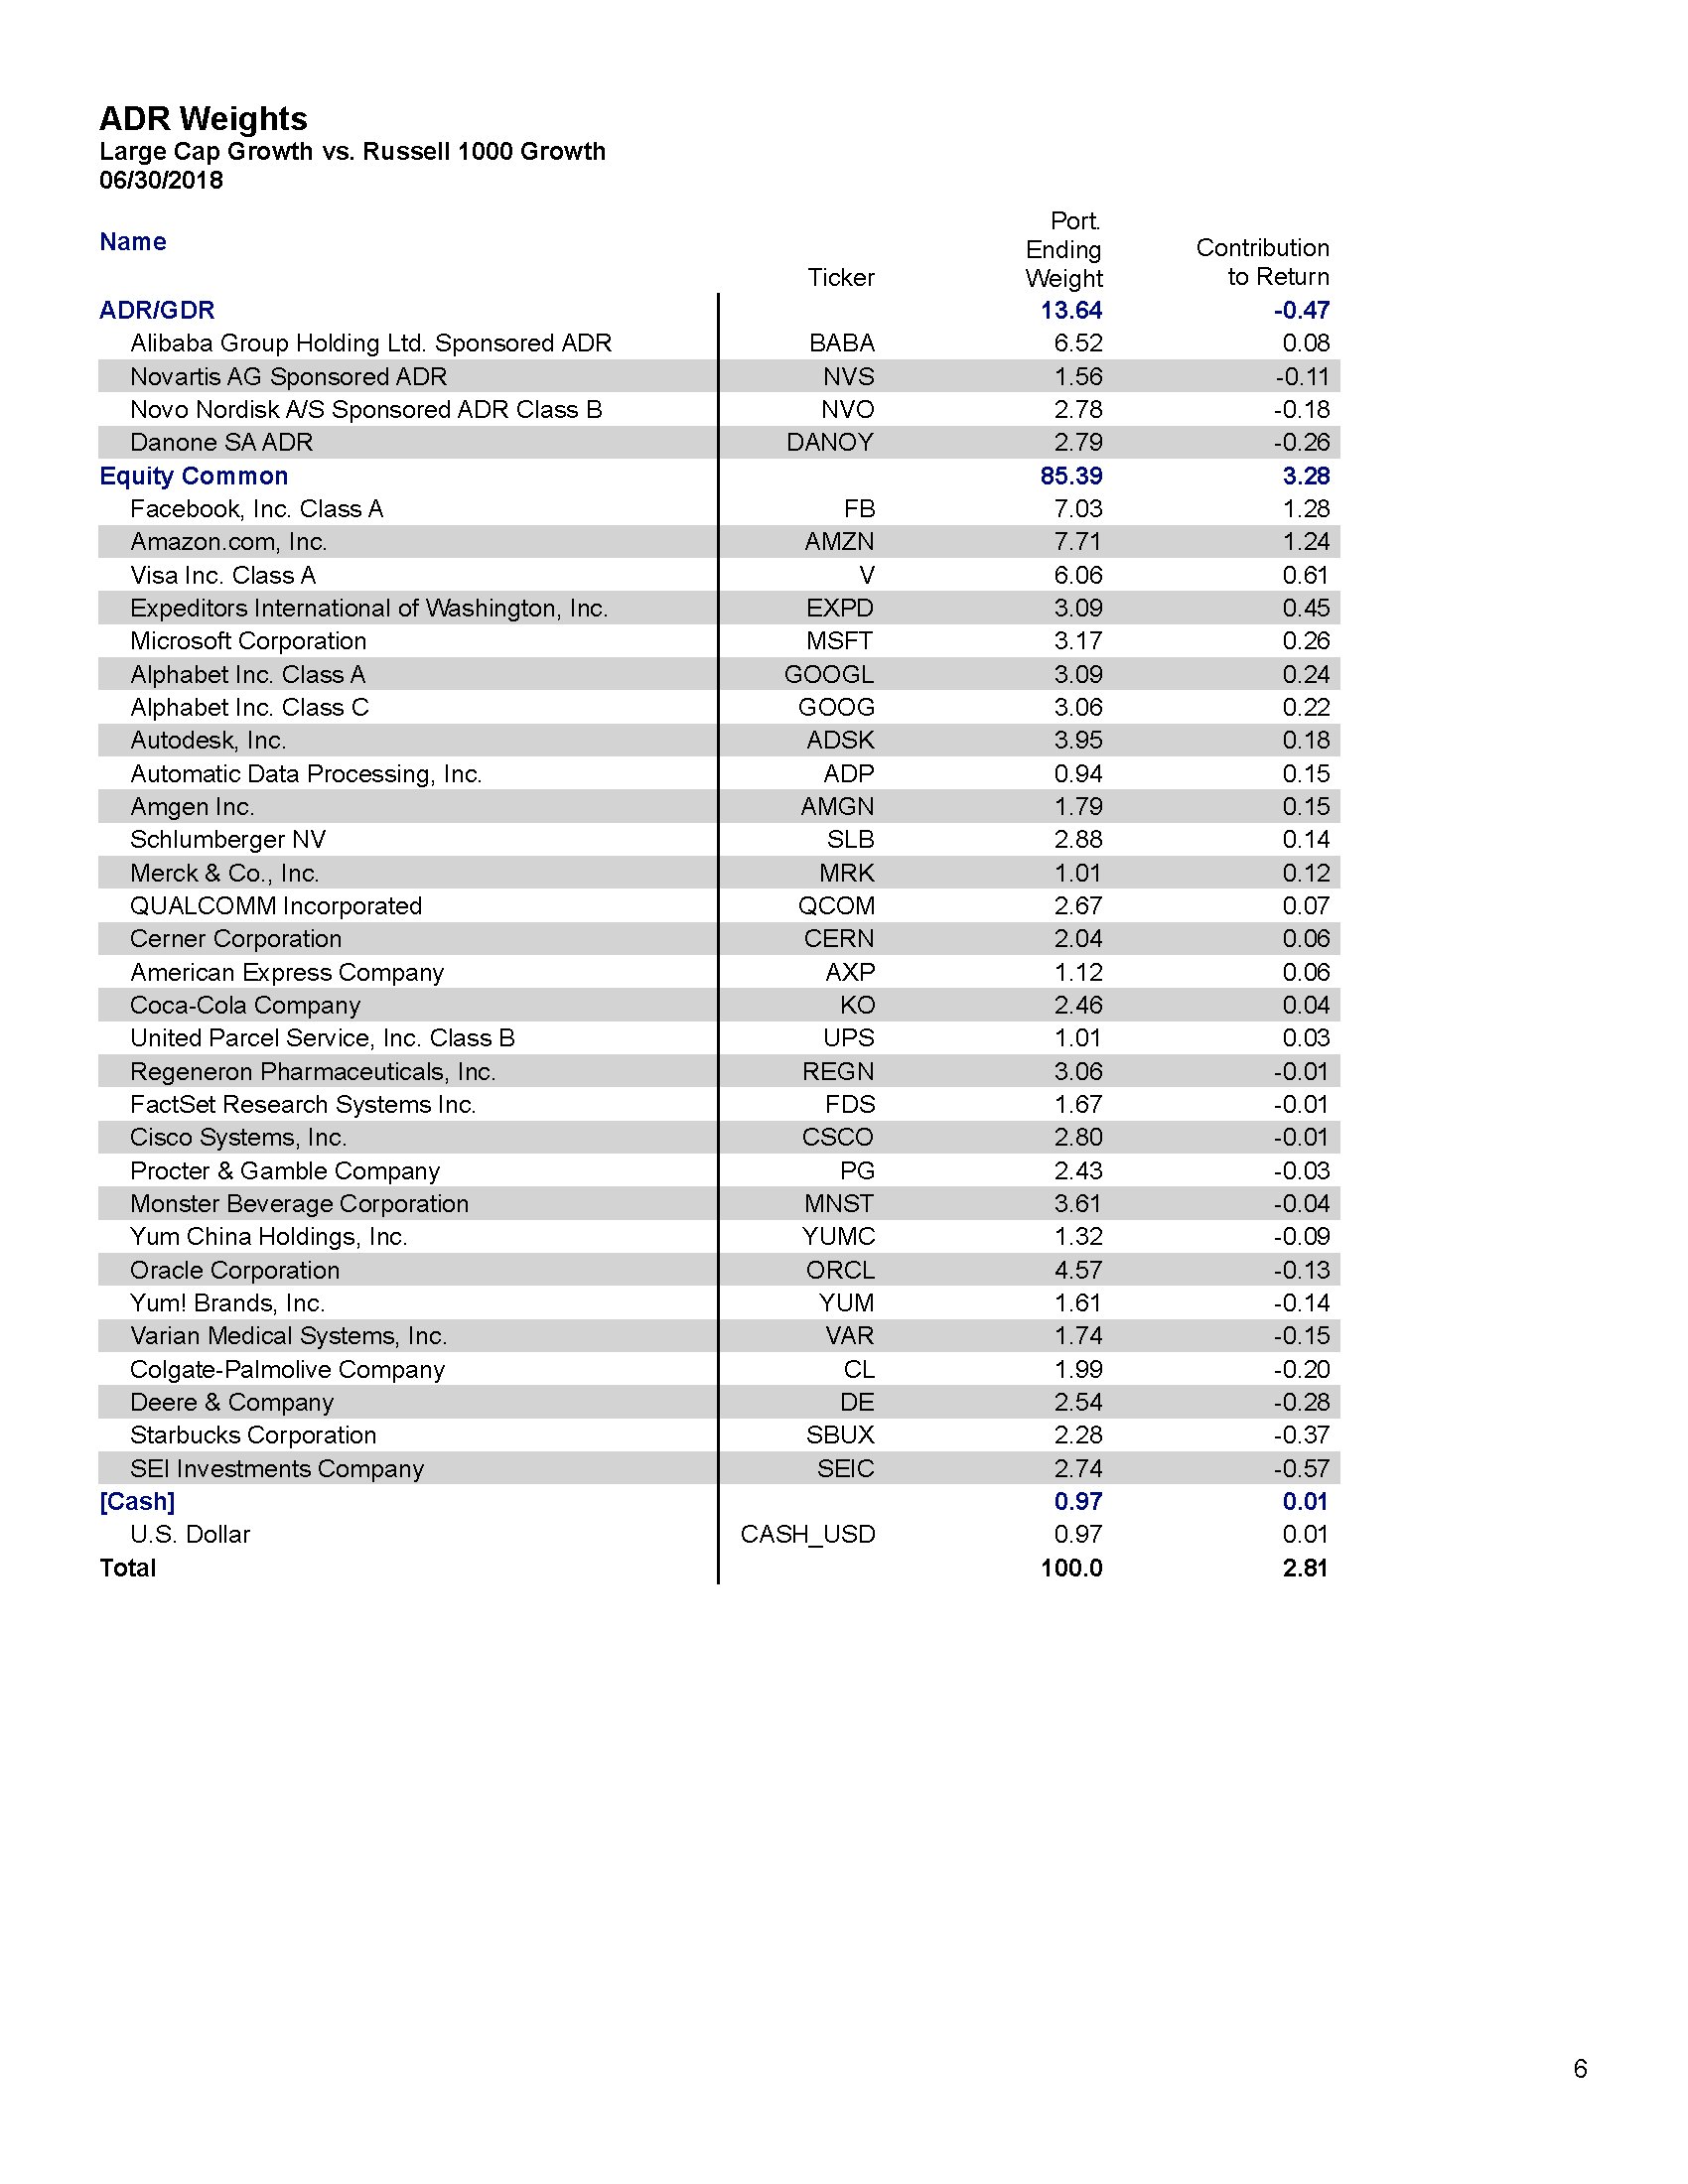 ADR Weights
Large Cap Growth vs. Russell 1000 Growth
06/30/2018
Name Ticker Port. Ending Weight Contribution to Return
ADR/GDR 13.64 -0.47
Alibaba Group Holding Ltd. Sponsored ADR BABA 6.52 0.08
Novartis AG Sponsored ADR NVS 1.56 -0.11
Novo Nordisk A/S Sponsored ADR Class B NVO 2.78 -0.18
Danone SA ADR DANOY 2.79 -0.26
Equity Common 85.39 3.28
Facebook, Inc. Class A FB 7.03 1.28
Amazon.com, Inc. AMZN 7.71 1.24
Visa Inc. Class A V 6.06 0.61
Expeditors International of Washington, Inc. EXPD 3.09 0.45
Microsoft Corporation MSFT 3.17 0.26
Alphabet Inc. Class A GOOGL 3.09 0.24
Alphabet Inc. Class C GOOG 3.06 0.22
Autodesk, Inc. ADSK 3.95 0.18
Automatic Data Processing, Inc. ADP 0.94 0.15
Amgen Inc. AMGN 1.79 0.15
Schlumberger NV SLB 2.88 0.14
Merck & Co., Inc. MRK 1.01 0.12
QUALCOMM Incorporated QCOM 2.67 0.07
Cerner Corporation CERN 2.04 0.06
American Express Company AXP 1.12 0.06
Coca-Cola Company KO 2.46 0.04
United Parcel Service, Inc. Class B UPS 1.01 0.03
Regeneron Pharmaceuticals, Inc. REGN 3.06 -0.01
FactSet Research Systems Inc. FDS 1.67 -0.01
Cisco Systems, Inc. CSCO 2.80 -0.01
Procter & Gamble Company PG 2.43 -0.03
Monster Beverage Corporation MNST 3.61 -0.04
Yum China Holdings, Inc. YUMC 1.32 -0.09
Oracle Corporation ORCL 4.57 -0.13
Yum! Brands, Inc. YUM 1.61 -0.14
Varian Medical Systems, Inc. VAR 1.74 -0.15
Colgate-Palmolive Company CL 1.99 -0.20
Deere & Company DE 2.54 -0.28
Starbucks Corporation SBUX 2.28 -0.37
SEI Investments Company SEIC 2.74 -0.57
[Cash] 0.97 0.01
U.S. Dollar CASH_USD 0.97 0.01
Total 100.0 2.81
6